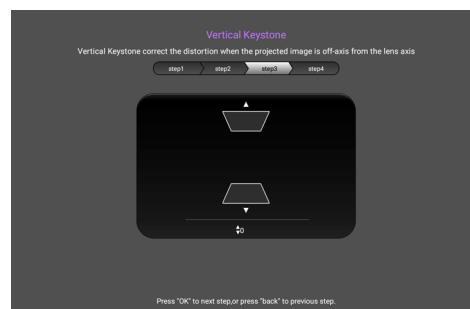 Vertical Keystone
Vertical Keystone correct the distortion when the projected image is off-axis from the lens axis
step1 step2 step3 step4
0
Press "OK" to next step,or press "back" to previous step.